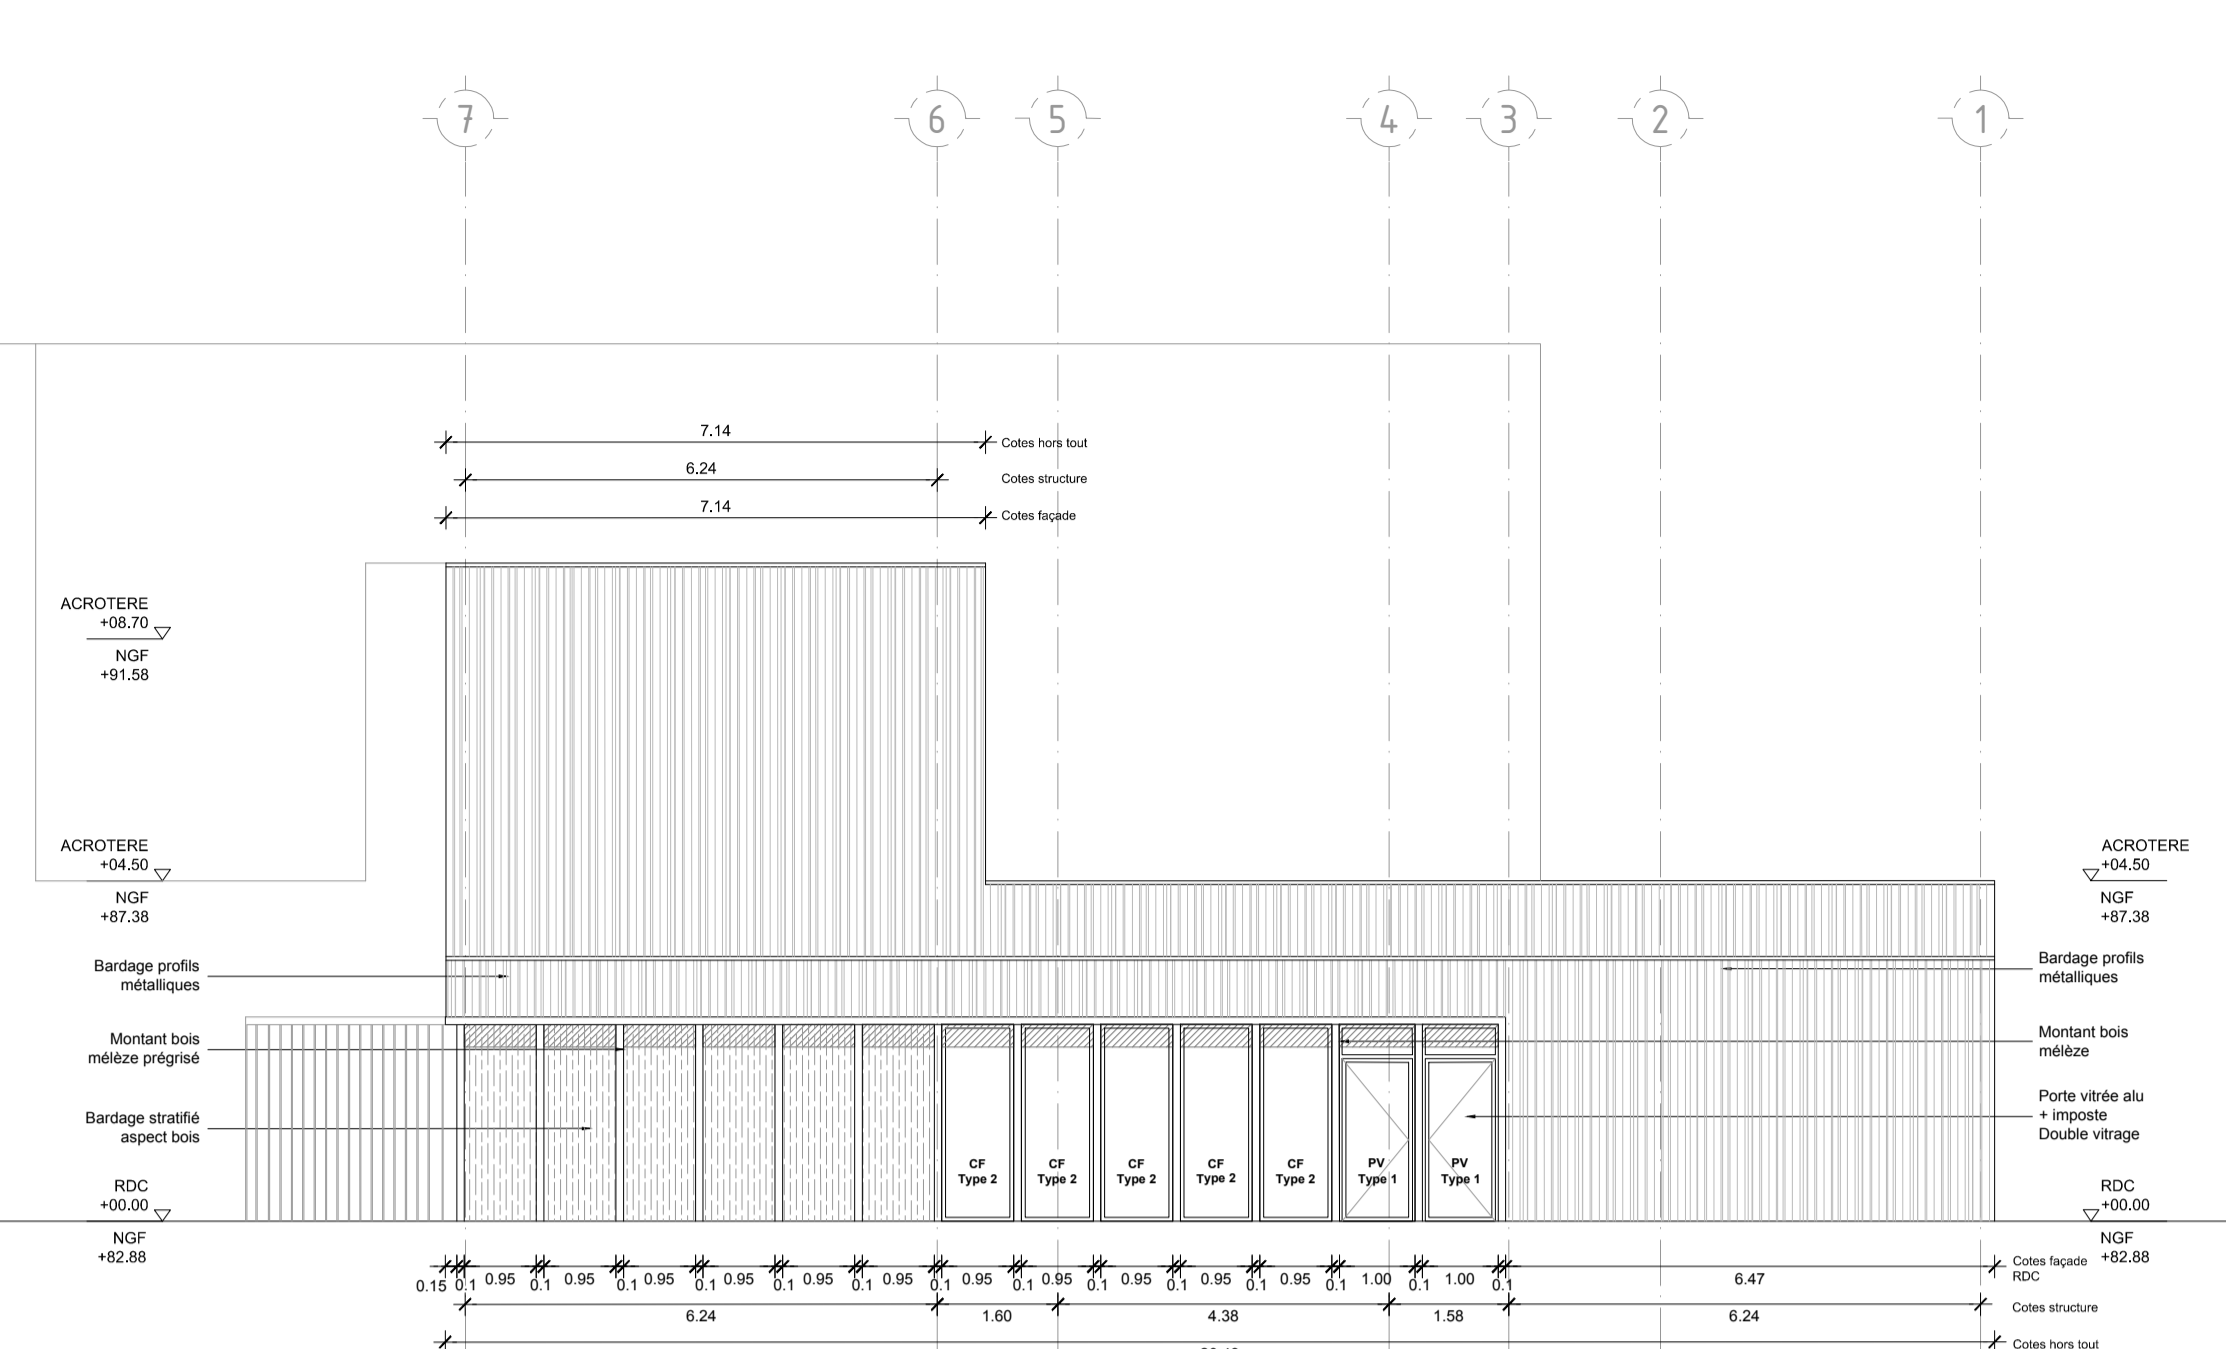 7
6
5
4
3
2
1
7.14
Cotes hors tout
6.24
Cotes structure
7.14
Cotes façade
ACROTERE
+08.70
NGF
+91.58
ACROTERE
+04.50
NGF
+87.38
ACROTERE
+04.50
NGF
+87.38
Bardage profils
métalliques
Bardage profils
métalliques
Montant bois
mélèze prégrisé
Montant bois
mélèze
Bardage stratifié
aspect bois
Porte vitrée alu
+ imposte
Double vitrage
CF
Type 2
CF
Type 2
CF
Type 2
CF
Type 2
CF
Type 2
PV
Type 1
PV
Type 1
RDC
+00.00
NGF
+82.88
RDC
+00.00
NGF
+82.88
0.15 0.1 0.95 0.1 0.95 0.1 0.95 0.1 0.95 0.1 0.95 0.1 0.95 0.1 0.95 0.1 0.95 0.1 0.95 0.1 0.95 0.1 0.95 0.1 1.00 0.1 1.00 0.1 6.47
Cotes façade
RDC
6.24 1.60 4.38 1.58 6.24
Cotes structure
Cotes hors tout